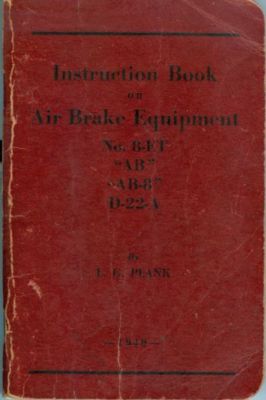 Instruction Book
on
Air Brake Equipment
No. 8-ET
"AB"
"AB-8"
D-22-A
By
PLANK